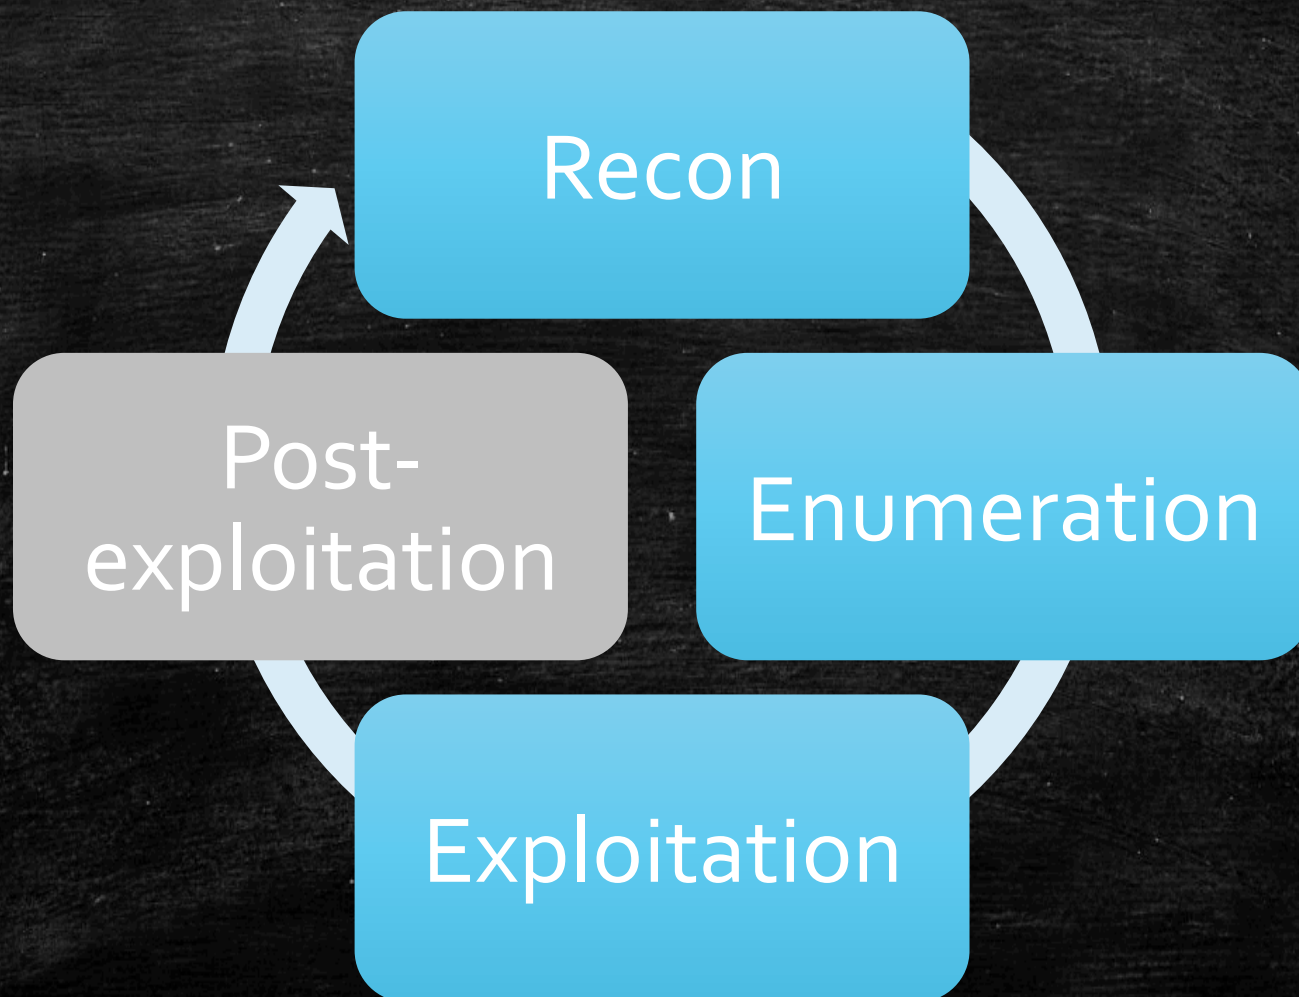 Recon
Post-
exploitation
Enumeration
Exploitation